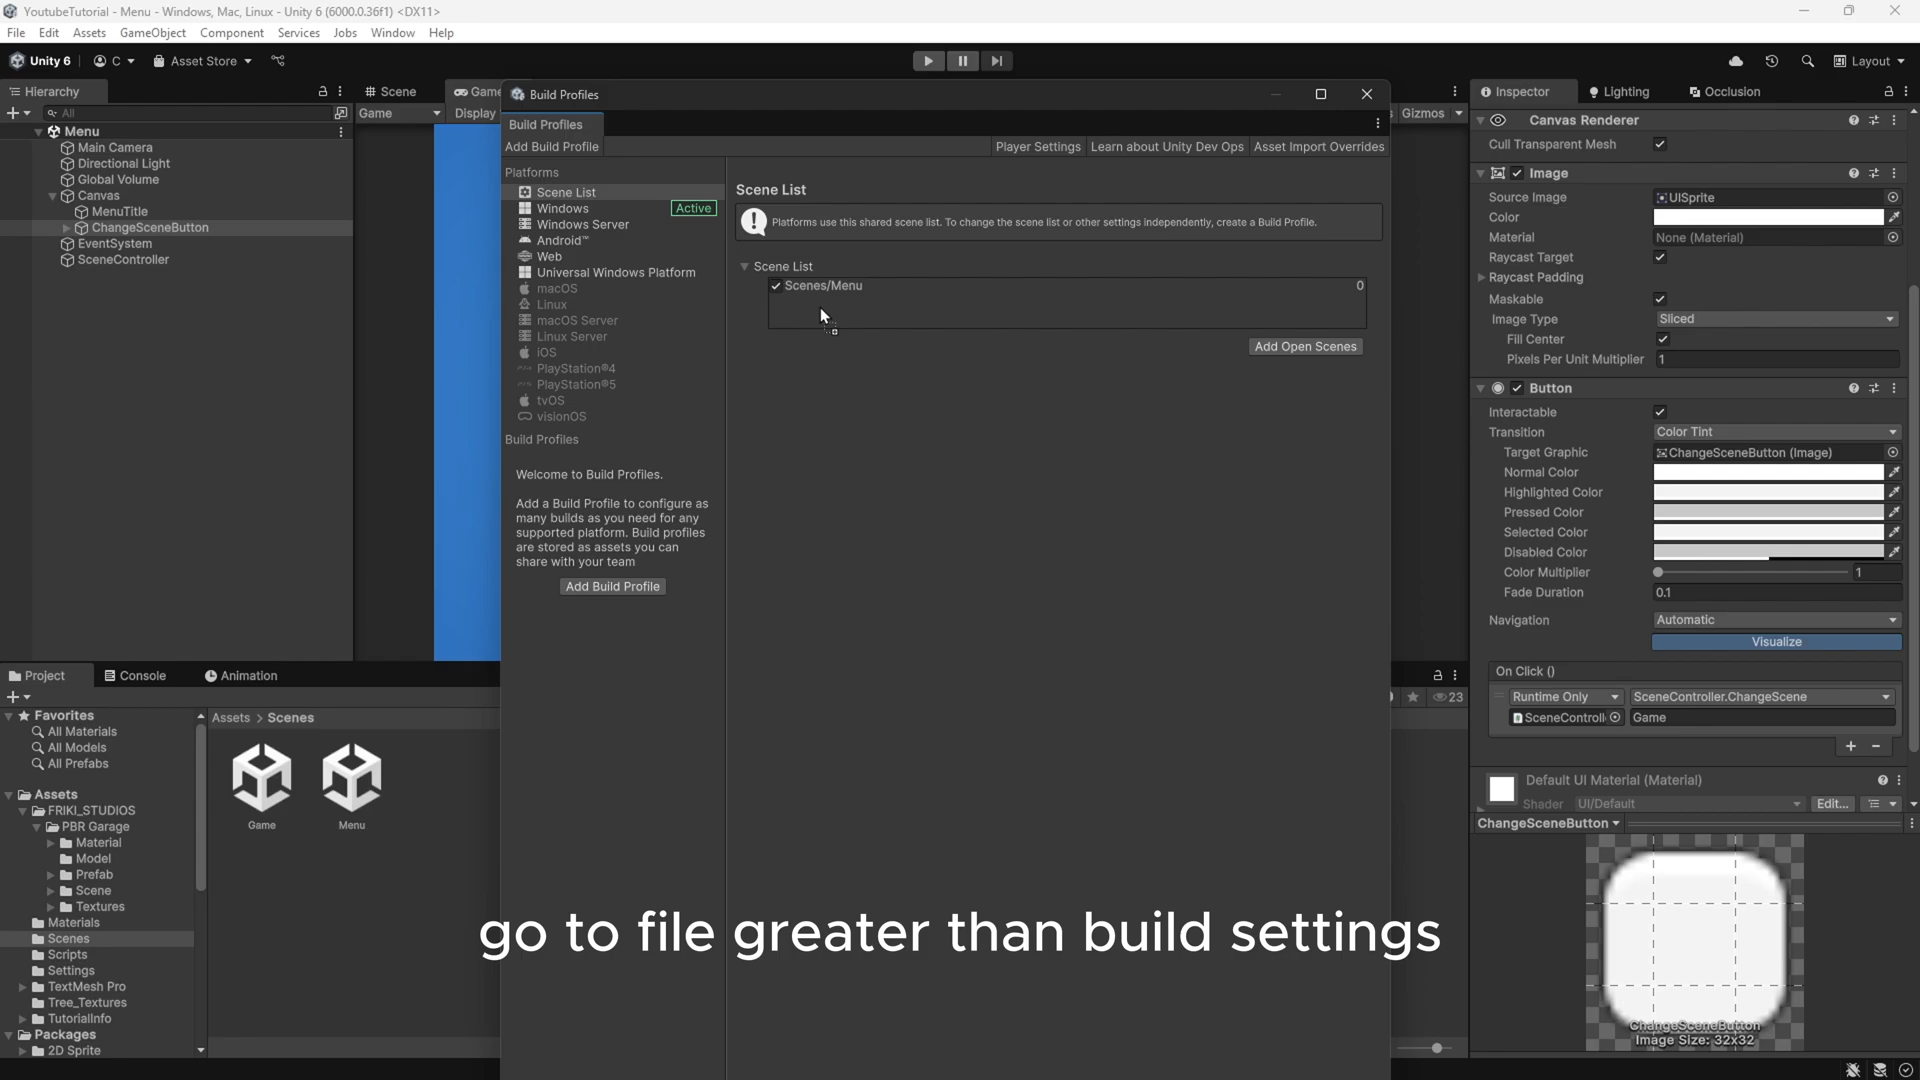 YoutubeTutorial - Menu - Windows, Mac, Linux - Unity 6 (6000.0.36f1) <DX11>
File Edit Assets GameObject Component Services Jobs Window Help
Unity 6 C Asset Store Layout
Hierarchy
All
Menu
Main Camera
Directional Light
Global Volume
Canvas
MenuTitle
ChangeSceneButton
EventSystem
SceneController
Scene Game
Game Display
Gizmos
Build Profiles
Build Profiles
Add Build Profile Player Settings Learn about Unity Dev Ops Asset Import Overrides
Platforms
Scene List
Windows Active
Windows Server
Android™
Web
Universal Windows Platform
macOS
Linux
macOS Server
Linux Server
iOS
PlayStation®4
PlayStation®5
tvOS
visionOS
Build Profiles
Welcome to Build Profiles.
Add a Build Profile to configure as
many builds as you need for any
supported platform. Build profiles
are stored as assets you can
share with your team
Add Build Profile
Scene List
Platforms use this shared scene list. To change the scene list or other settings independently, create a Build Profile.
Scene List
Scenes/Menu 0
Add Open Scenes
Inspector Lighting Occlusion
Canvas Renderer
Cull Transparent Mesh
Image
Source Image UISprite
Color
Material None (Material)
Raycast Target
Raycast Padding
Maskable
Image Type Sliced
Fill Center
Pixels Per Unit Multiplier 1
Button
Interactable
Transition Color Tint
Target Graphic ChangeSceneButton (Image)
Normal Color
Highlighted Color
Pressed Color
Selected Color
Disabled Color
Color Multiplier 1
Fade Duration 0.1
Navigation Automatic
Visualize
On Click ()
Runtime Only SceneController.ChangeScene
SceneControll Game
Default UI Material (Material)
Shader UI/Default Edit...
ChangeSceneButton
ChangeSceneButton
Image Size: 32x32
Project Console Animation
23
Favorites
All Materials
All Models
All Prefabs
Assets
FRIKI_STUDIOS
PBR Garage
Material
Model
Prefab
Scene
Textures
Materials
Scenes
Scripts
Settings
TextMesh Pro
Tree_Textures
TutorialInfo
Packages
2D Sprite
Assets > Scenes
Game Menu
go to file greater than build settings